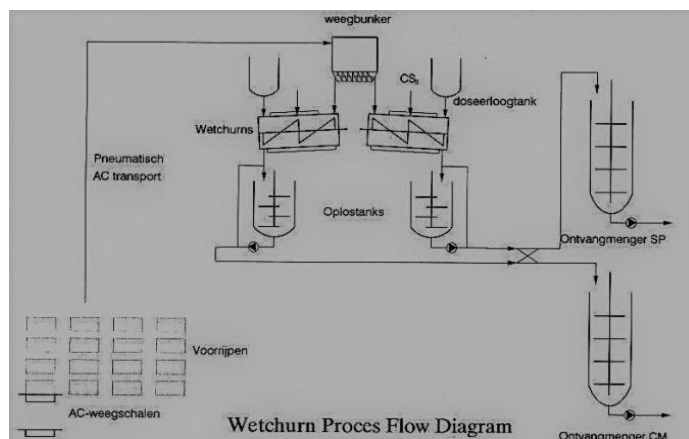 weegbunker
CS₂
doseerloogtank
Wetchurns
Pneumatisch
AC transport
Oplostanks
Ontvangmenger SP
Voorrijpen
AC-weegschalen
Wetchurn Proces Flow Diagram
Ontvangmenger CM